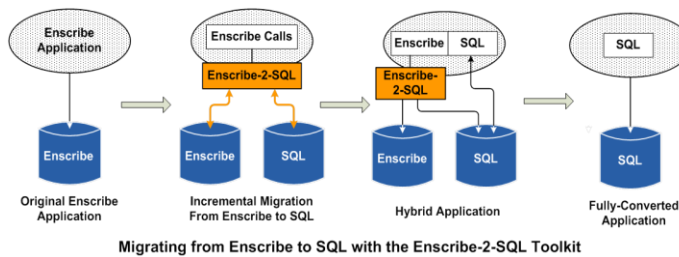 Enscribe
Application
Enscribe
Original Enscribe
Application
Enscribe Calls
Enscribe-2-SQL
Enscribe
SQL
Incremental Migration
From Enscribe to SQL
Enscribe
SQL
Enscribe-
2-SQL
Enscribe
SQL
Hybrid Application
SQL
SQL
Fully-Converted
Application
Migrating from Enscribe to SQL with the Enscribe-2-SQL Toolkit